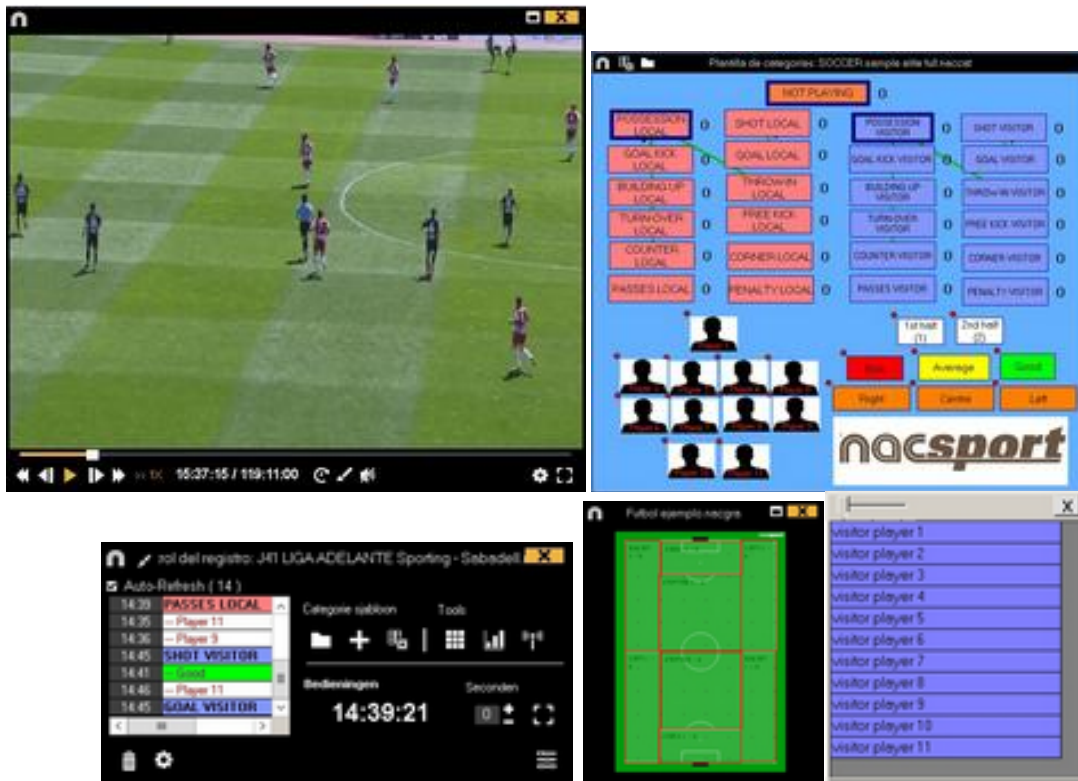 1X 15:37:15 / 119:11:00
Plantilla de categories: SOCCER sample elite full.naccat
NOT PLAYING 0
POSSESSION LOCAL 0 SHOT LOCAL 0 POSSESSION VISITOR 0 SHOT VISITOR 0
GOAL KICK LOCAL 0 GOAL LOCAL 0 GOAL KICK VISITOR 0 GOAL VISITOR 0
BUILDING UP LOCAL 0 THROW-IN LOCAL 0 BUILDING UP VISITOR 0 THROW-IN VISITOR 0
TURN-OVER LOCAL 0 FREE KICK LOCAL 0 TURN-OVER VISITOR 0 FREE KICK VISITOR 0
COUNTER LOCAL 0 CORNER LOCAL 0 COUNTER VISITOR 0 CORNER VISITOR 0
PASSES LOCAL 0 PENALTY LOCAL 0 PASSES VISITOR 0 PENALTY VISITOR 0
1st half (1) 2nd half (2)
Average Good
Right Centre Left
nacsport
rol del registro: J41 LIGA ADELANTE Sporting - Sabadell
Auto-Refresh ( 14 )
14:39 PASSES LOCAL
14:35 -- Player 11
14:36 -- Player 9
14:45 SHOT VISITOR
14:41 -- Good
14:46 -- Player 11
14:45 GOAL VISITOR
Categorie sjabloon Tools
Bedieningen Seconden
14:39:21 0
Futbol ejemplo.nacgra
X
visitor player 1
visitor player 2
visitor player 3
visitor player 4
visitor player 5
visitor player 6
visitor player 7
visitor player 8
visitor player 9
visitor player 10
visitor player 11